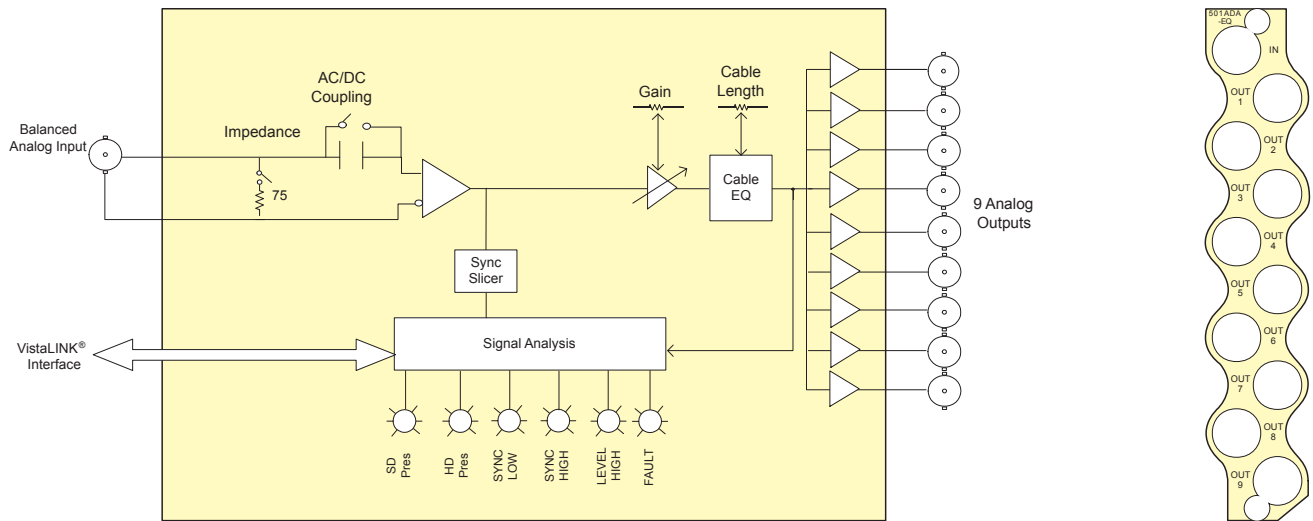 AC/DC
Coupling
Gain
Cable
Length
Impedance
Balanced
Analog Input
75
Cable
EQ
9 Analog
Outputs
Sync
Slicer
VistaLINK®
Interface
Signal Analysis
SD
Pres
HD
Pres
SYNC
LOW
SYNC
HIGH
LEVEL
HIGH
FAULT
501ADA
-EQ
IN
OUT
1
OUT
2
OUT
3
OUT
4
OUT
5
OUT
6
OUT
7
OUT
8
OUT
9